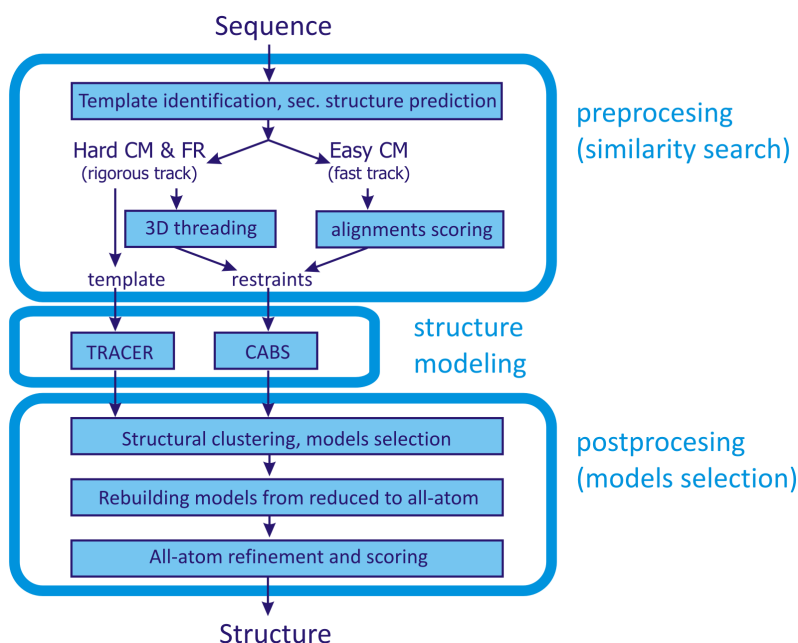 Sequence
Template identification, sec. structure prediction
preprocesing
(similarity search)
Hard CM & FR
(rigorous track)
Easy CM
(fast track)
3D threading
alignments scoring
template
restraints
structure
modeling
TRACER
CABS
postprocesing
(models selection)
Structural clustering, models selection
Rebuilding models from reduced to all-atom
All-atom refinement and scoring
Structure